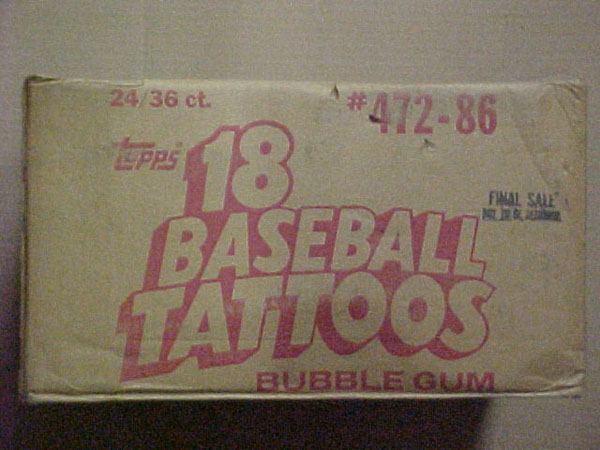 24/36 ct.
#472-86
TOPPS
18
BASEBALL
TATTOOS
BUBBLE GUM
FINAL SALE